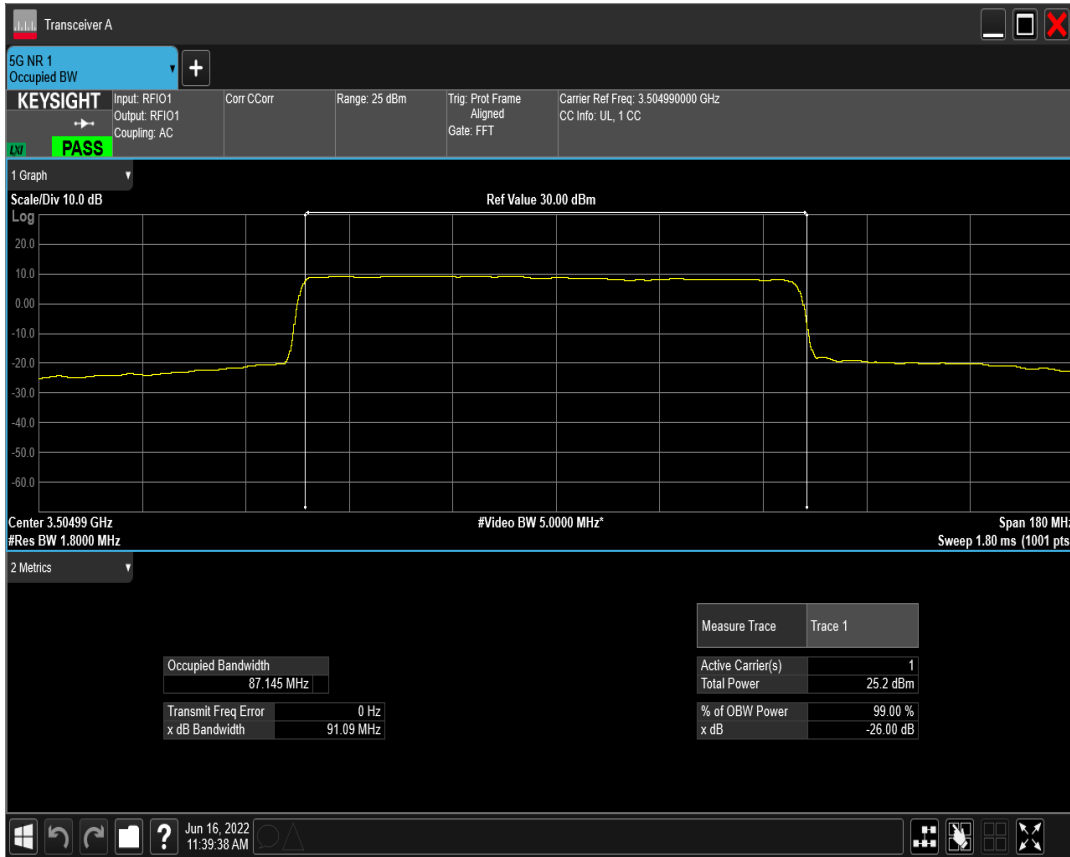 Transceiver A
5G NR 1
Occupied BW
KEYSIGHT
LXI
PASS
Input: RFIO1
Output: RFIO1
Coupling: AC
Corr CCorr
Range: 25 dBm
Trig: Prot Frame
Aligned
Gate: FFT
Carrier Ref Freq: 3.504990000 GHz
CC Info: UL, 1 CC
1 Graph
Scale/Div 10.0 dB
Ref Value 30.00 dBm
Log
20.0
10.0
0.00
-10.0
-20.0
-30.0
-40.0
-50.0
-60.0
Center 3.50499 GHz
#Video BW 5.0000 MHz*
Span 180 MHz
#Res BW 1.8000 MHz
Sweep 1.80 ms (1001 pts
2 Metrics
Measure Trace Trace 1
Occupied Bandwidth
87.145 MHz
Active Carrier(s) 1
Total Power 25.2 dBm
Transmit Freq Error 0 Hz
x dB Bandwidth 91.09 MHz
% of OBW Power 99.00 %
x dB -26.00 dB
?
Jun 16, 2022
11:39:38 AM